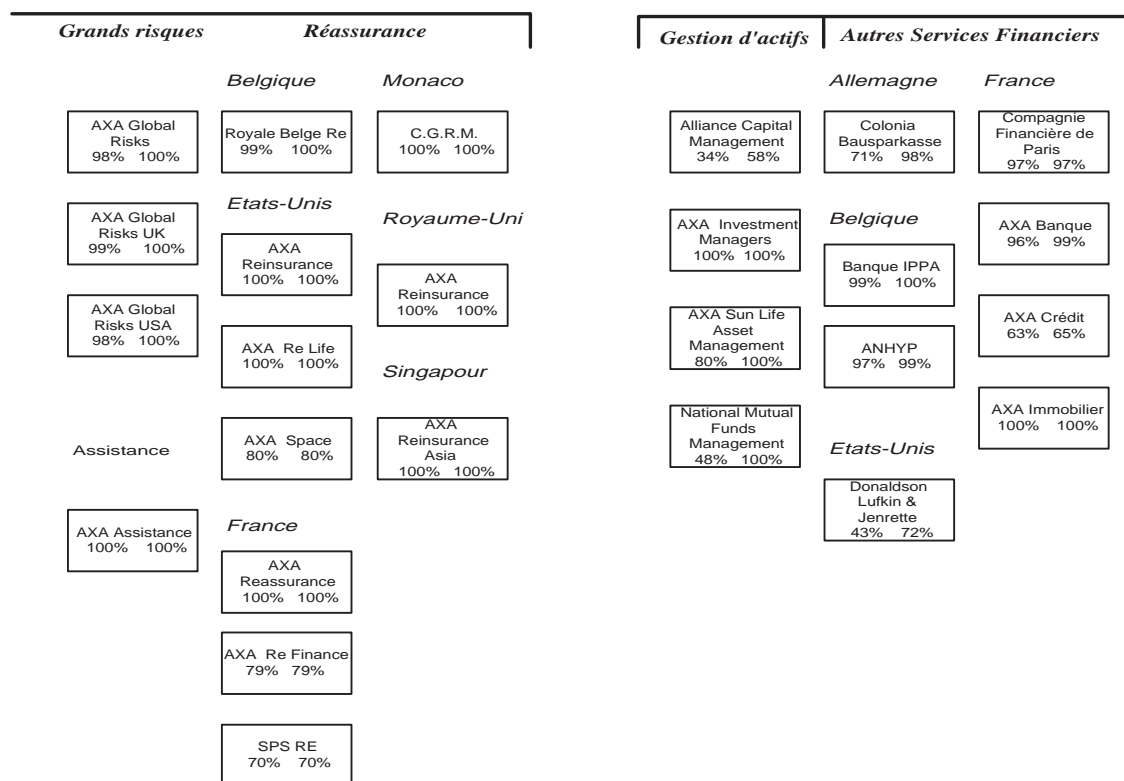 Grands risques
Réassurance
Belgique
Monaco
AXA Global
Risks
98% 100%
Royale Belge Re
99% 100%
C.G.R.M.
100% 100%
Etats-Unis
Royaume-Uni
AXA Global
Risks UK
99% 100%
AXA
Reinsurance
100% 100%
AXA
Reinsurance
100% 100%
AXA Global
Risks USA
98% 100%
AXA Re Life
100% 100%
Singapour
Assistance
AXA Space
80% 80%
AXA
Reinsurance
Asia
100% 100%
AXA Assistance
100% 100%
France
AXA
Reassurance
100% 100%
AXA Re Finance
79% 79%
SPS RE
70% 70%
Gestion d'actifs
Autres Services Financiers
Allemagne
France
Alliance Capital
Management
34% 58%
Colonia
Bausparkasse
71% 98%
Compagnie
Financière de
Paris
97% 97%
AXA Investment
Managers
100% 100%
Belgique
AXA Banque
96% 99%
Banque IPPA
99% 100%
AXA Sun Life
Asset
Management
80% 100%
ANHYP
97% 99%
AXA Crédit
63% 65%
National Mutual
Funds
Management
48% 100%
Etats-Unis
AXA Immobilier
100% 100%
Donaldson
Lufkin &
Jenrette
43% 72%